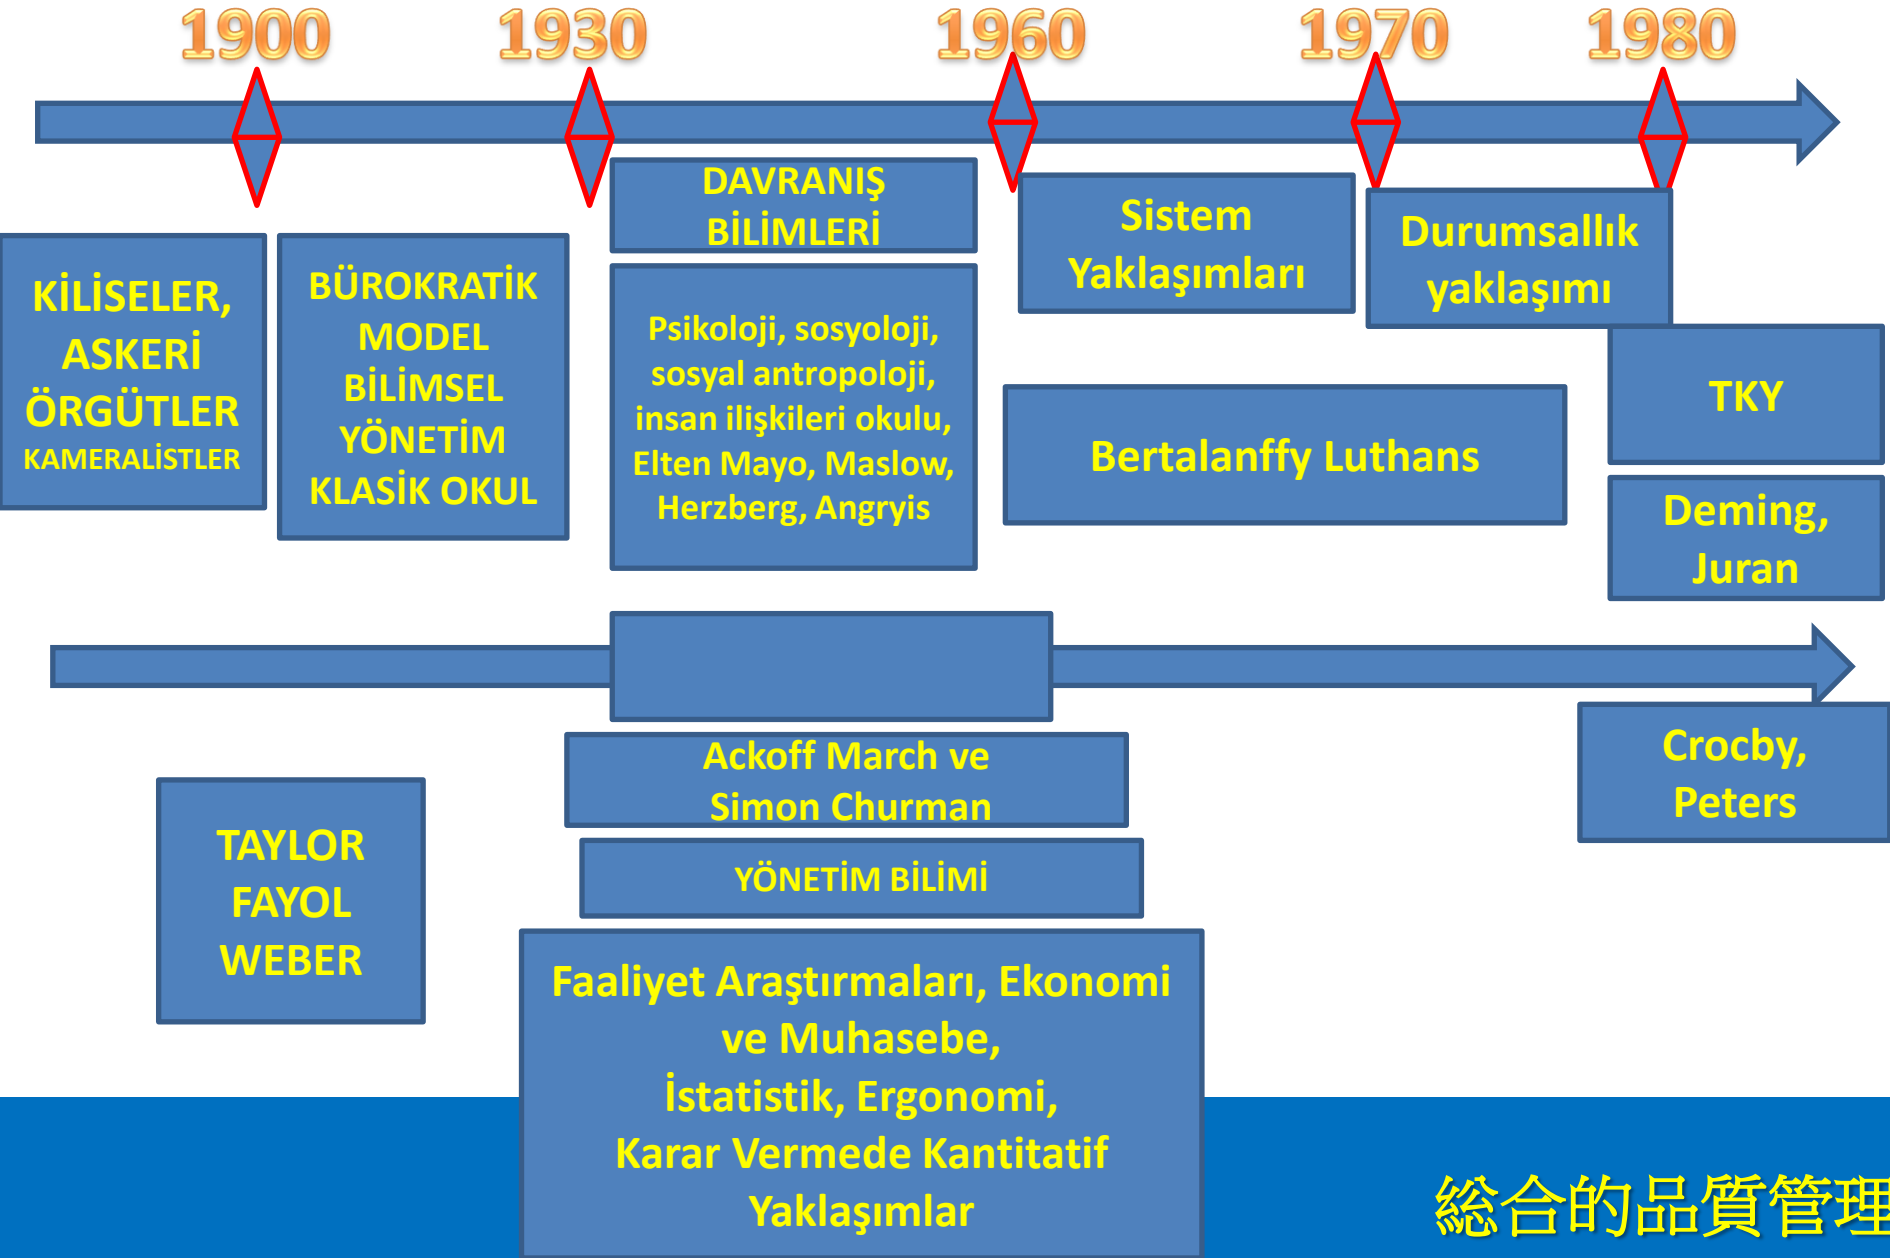 1900
1930
1960
1970
1980
KİLİSELER,
ASKERİ
ÖRGÜTLER
KAMERALİSTLER
BÜROKRATİK
MODEL
BİLİMSEL
YÖNETİM
KLASİK OKUL
DAVRANIŞ
BİLİMLERİ
Psikoloji, sosyoloji,
sosyal antropoloji,
insan ilişkileri okulu,
Elten Mayo, Maslow,
Herzberg, Angryis
Sistem
Yaklaşımları
Durumsallık
yaklaşımı
Bertalanffy Luthans
TKY
Deming,
Juran
Crocby,
Peters
TAYLOR
FAYOL
WEBER
Ackoff March ve
Simon Churman
YÖNETİM BİLİMİ
Faaliyet Araştırmaları, Ekonomi
ve Muhasebe,
İstatistik, Ergonomi,
Karar Vermede Kantitatif
Yaklaşımlar
総合的品質管理